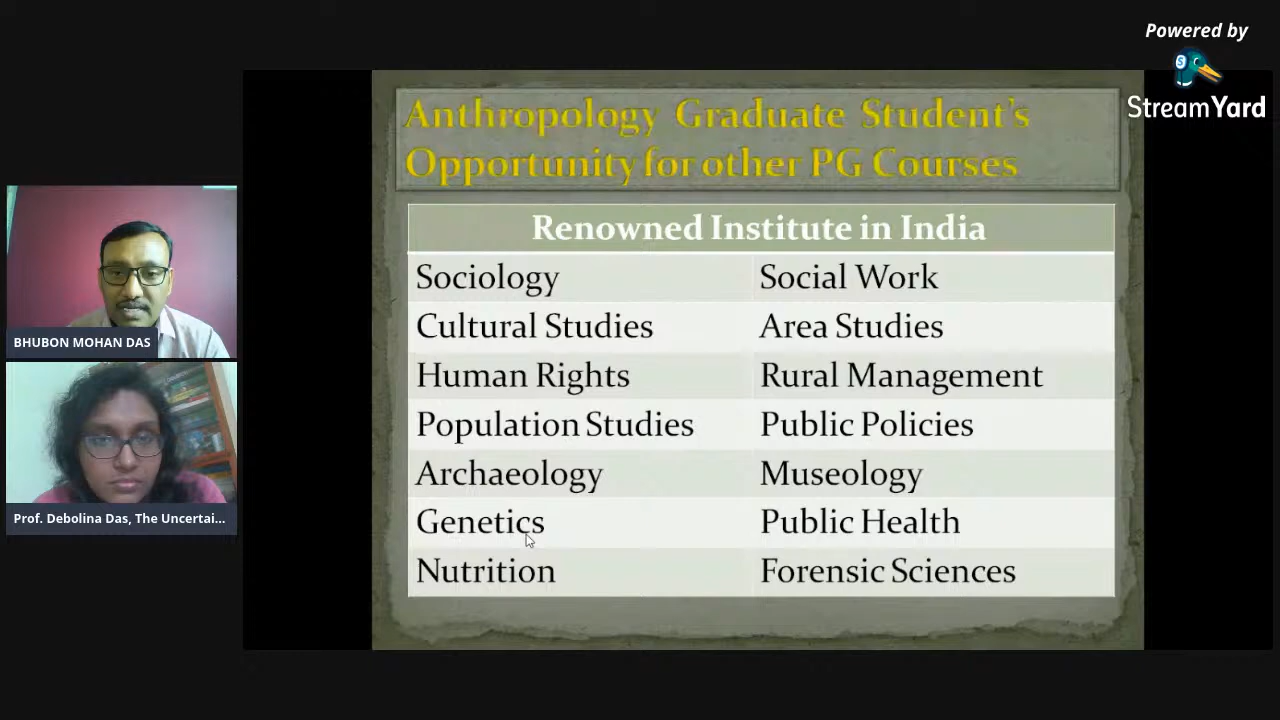 Powered by
StreamYard
Anthropology Graduate Student's
Opportunity for other PG Courses
Renowned Institute in India
Sociology Social Work
Cultural Studies Area Studies
Human Rights Rural Management
Population Studies Public Policies
Archaeology Museology
Genetics Public Health
Nutrition Forensic Sciences
BHUBON MOHAN DAS
Prof. Debolina Das, The Uncertai...